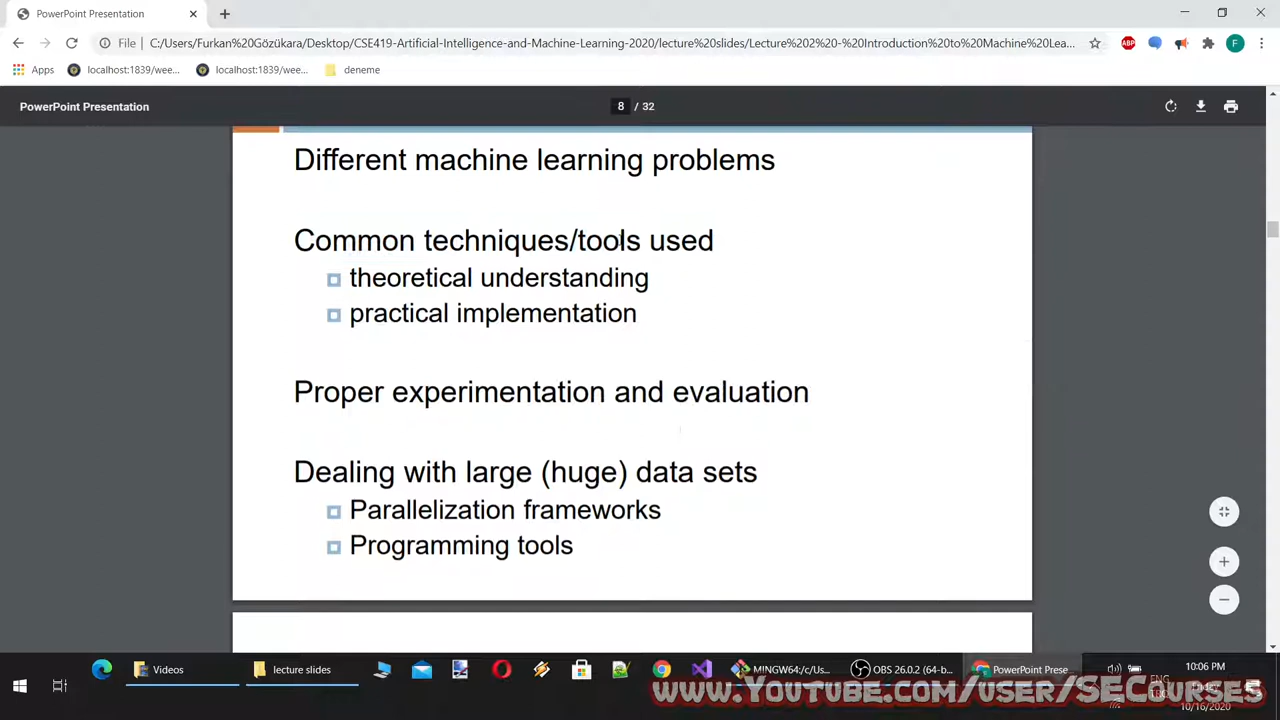 PowerPoint Presentation
File
C:/Users/Furkan%20Gözükara/Desktop/CSE419-Artifical-Intelligence-and-Machine-Learning-2020/lecture%20slides/Lecture%202%20-%20Introduction%20to%20Machine%20Lea...
ABP
F
Apps
localhost:1839/wee...
localhost:1839/wee...
deneme
PowerPoint Presentation
8 / 32
Different machine learning problems
Common techniques/tools used
theoretical understanding
practical implementation
Proper experimentation and evaluation
Dealing with large (huge) data sets
Parallelization frameworks
Programming tools
Videos
lecture slides
MINGW64:/c/Us...
OBS 26.0.2 (64-b...
PowerPoint Prese
ENG
10:06 PM
Friday
10/16/2020
www.Youtube.com/user/SECourses